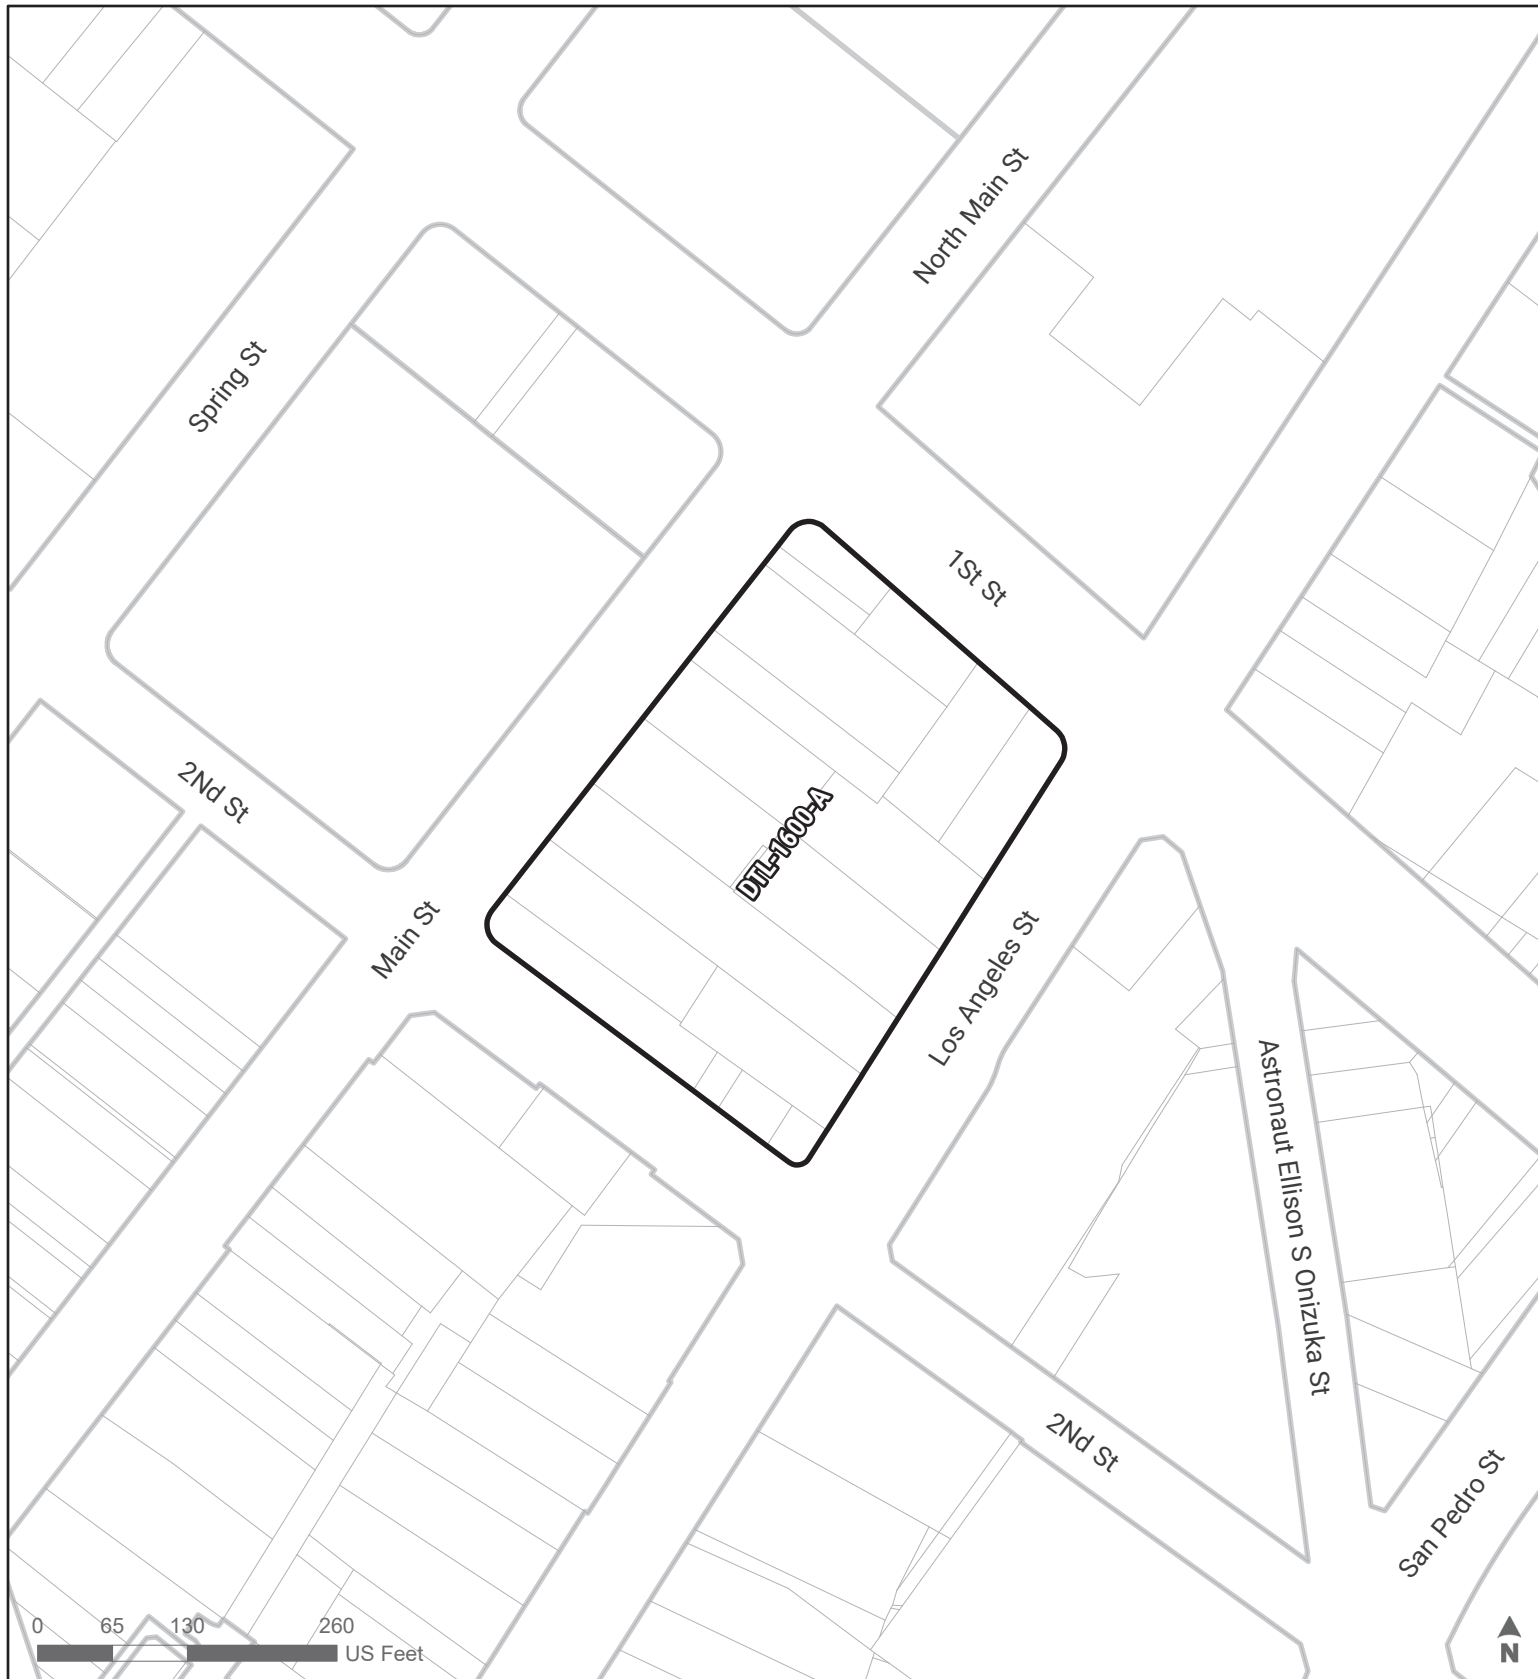 North Main St
Spring St
1St St
2Nd St
DTL-1600-A
Main St
Los Angeles St
Astronaut Ellison S Onizuka St
2Nd St
San Pedro St
0 65 130 260
US Feet
N